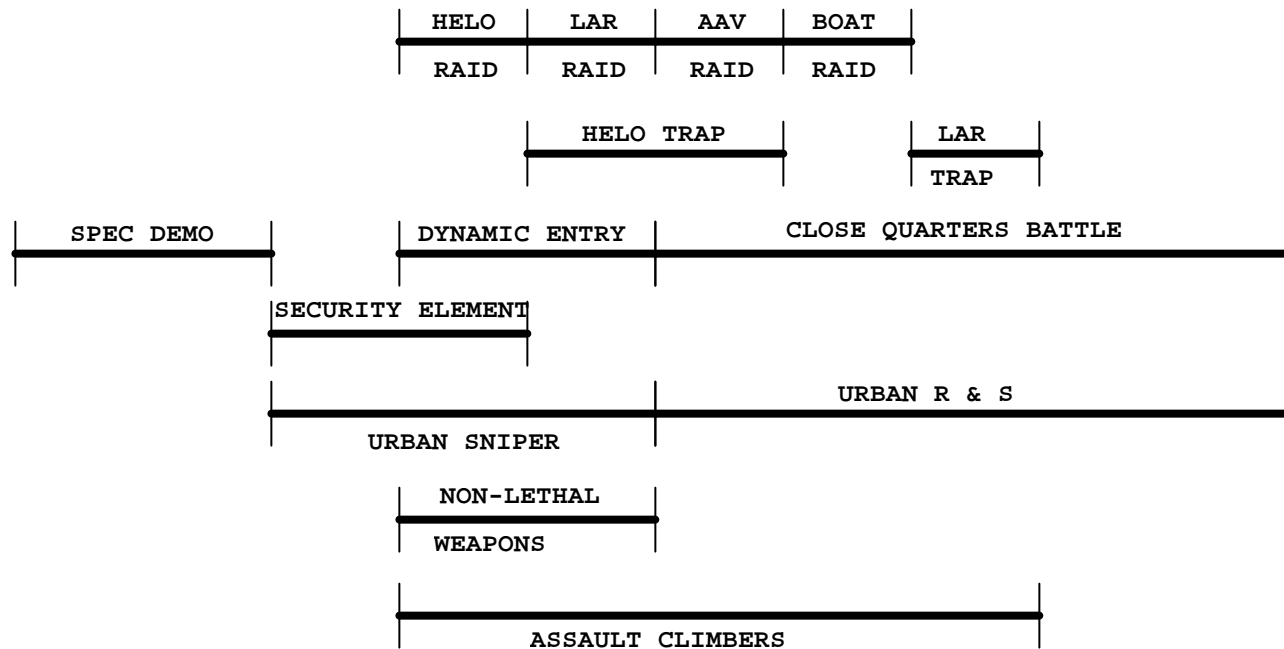 HELO LAR AAV BOAT
RAID RAID RAID RAID
HELO TRAP LAR
TRAP
SPEC DEMO DYNAMIC ENTRY CLOSE QUARTERS BATTLE
SECURITY ELEMENT
URBAN R & S
URBAN SNIPER
NON-LETHAL
WEAPONS
ASSAULT CLIMBERS